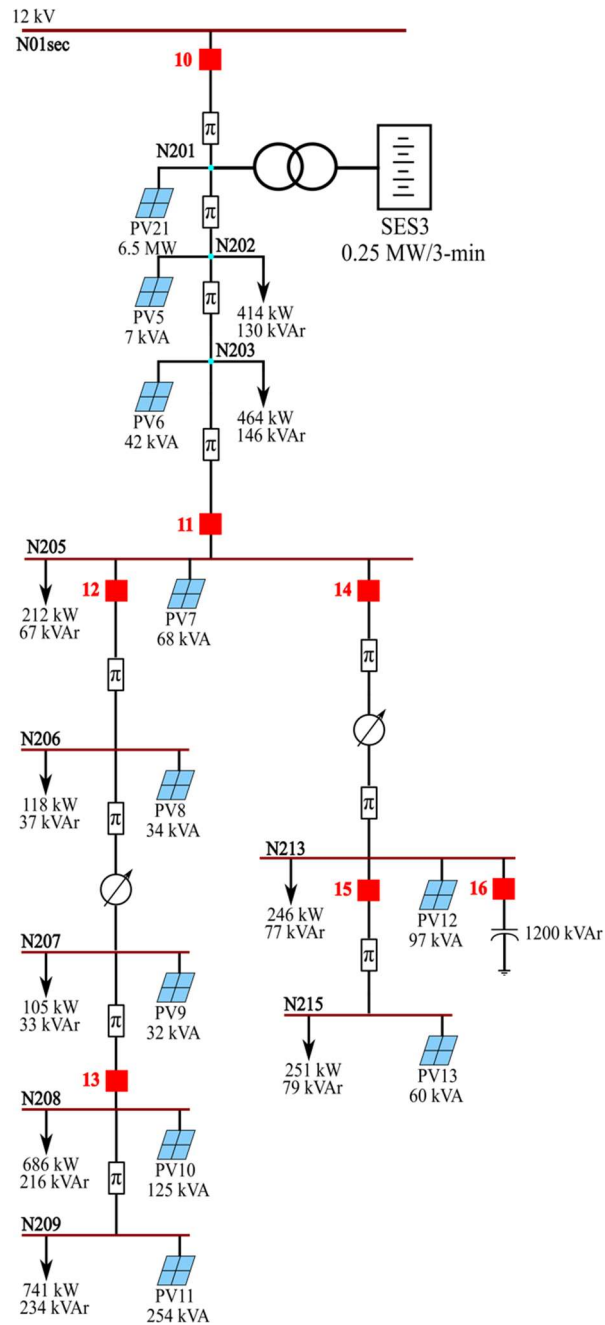 12 kV
N01sec
10
π
N201
PV21
6.5 MW
SES3
0.25 MW/3-min
π
N202
PV5
7 kVA
414 kW
130 kVAr
π
N203
PV6
42 kVA
464 kW
146 kVAr
π
11
N205
212 kW
67 kVAr
12
PV7
68 kVA
14
π
π
N206
118 kW
37 kVAr
PV8
34 kVA
π
π
N213
246 kW
77 kVAr
15
PV12
97 kVA
16
1200 kVAr
N207
105 kW
33 kVAr
PV9
32 kVA
π
π
N215
251 kW
79 kVAr
PV13
60 kVA
13
N208
686 kW
216 kVAr
PV10
125 kVA
π
N209
741 kW
234 kVAr
PV11
254 kVA